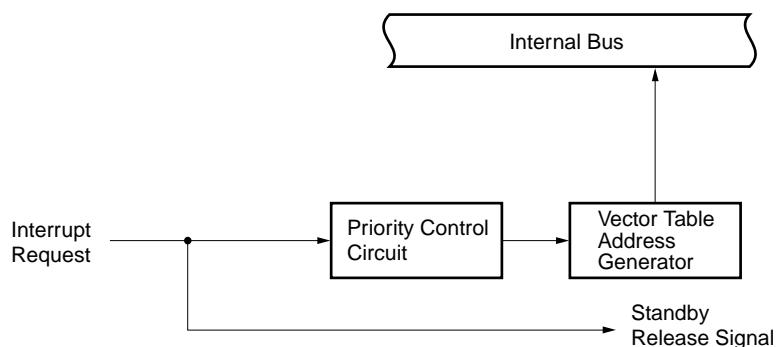 Internal Bus
Interrupt
Request
Priority Control
Circuit
Vector Table
Address
Generator
Standby
Release Signal